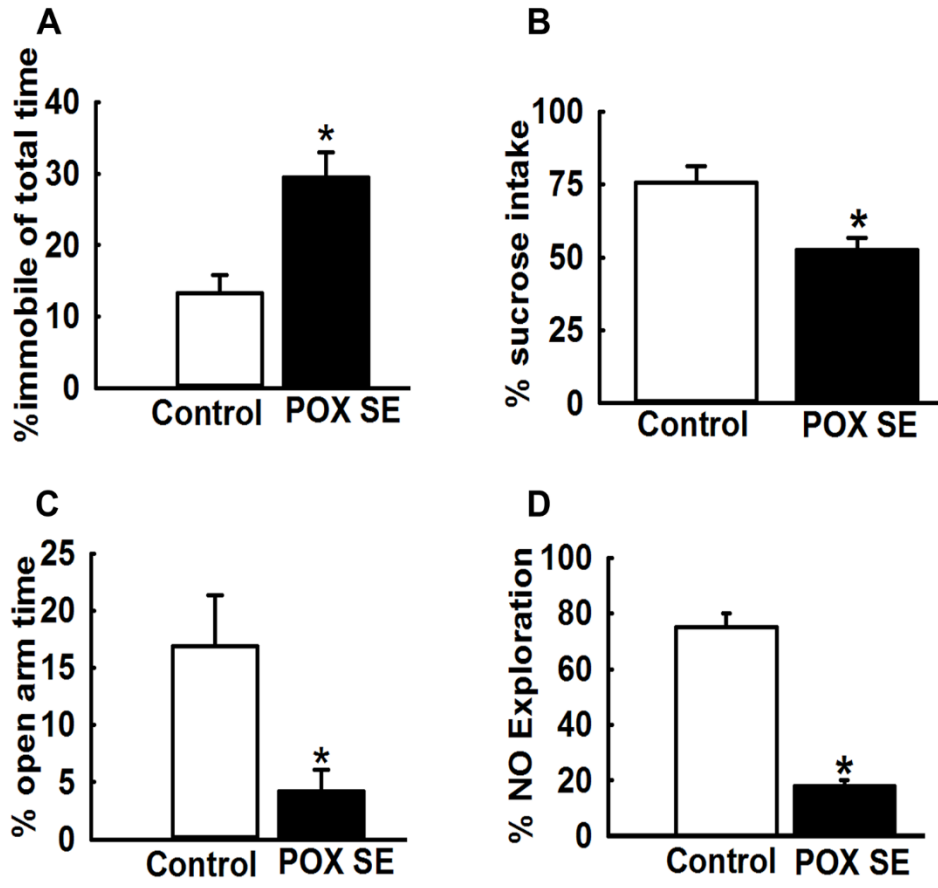 A
%immobile of total time
40
30
20
10
0
*
Control
POX SE
B
% sucrose intake
100
75
50
25
0
*
Control
POX SE
C
% open arm time
25
20
15
10
5
0
*
Control
POX SE
D
% NO Exploration
100
80
60
40
20
0
*
Control
POX SE